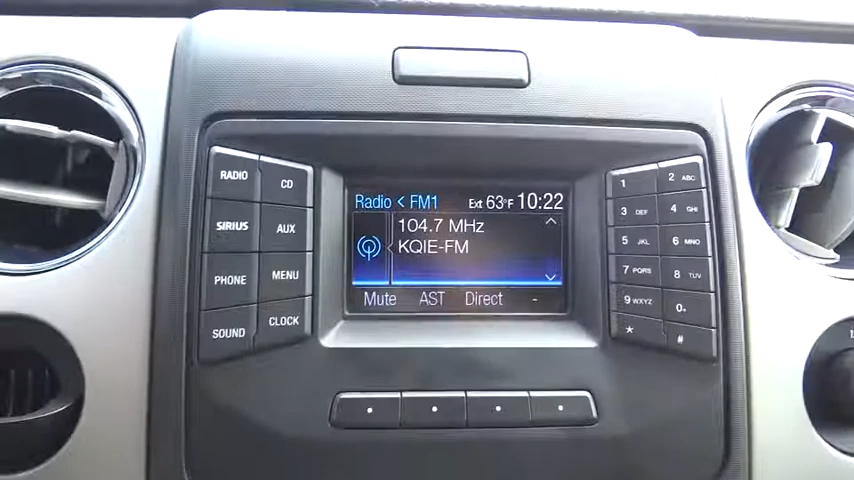 RADIO
CD
SIRIUS
AUX
PHONE
MENU
SOUND
CLOCK
Radio < FM1 Ext 63°F 10:22
104.7 MHz
KQIE-FM
Mute AST Direct -
1
2 ABC
3 DEF
4 GHI
5 JKL
6 MNO
7 PQRS
8 TUV
9 WXYZ
0+
*
#